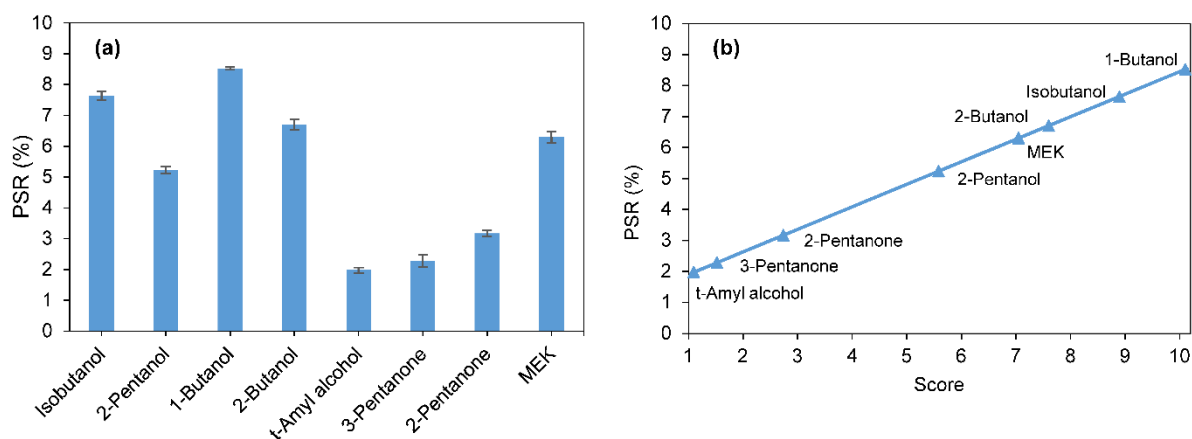 (a)
PSR (%)
10
9
8
7
6
5
4
3
2
1
0
Isobutanol
2-Pentanol
1-Butanol
2-Butanol
t-Amyl alcohol
3-Pentanone
2-Pentanone
MEK
(b)
PSR (%)
10
9
8
7
6
5
4
3
2
1
0
1-Butanol
Isobutanol
2-Butanol
MEK
2-Pentanol
2-Pentanone
3-Pentanone
t-Amyl alcohol
1 2 3 4 5 6 7 8 9 10
Score